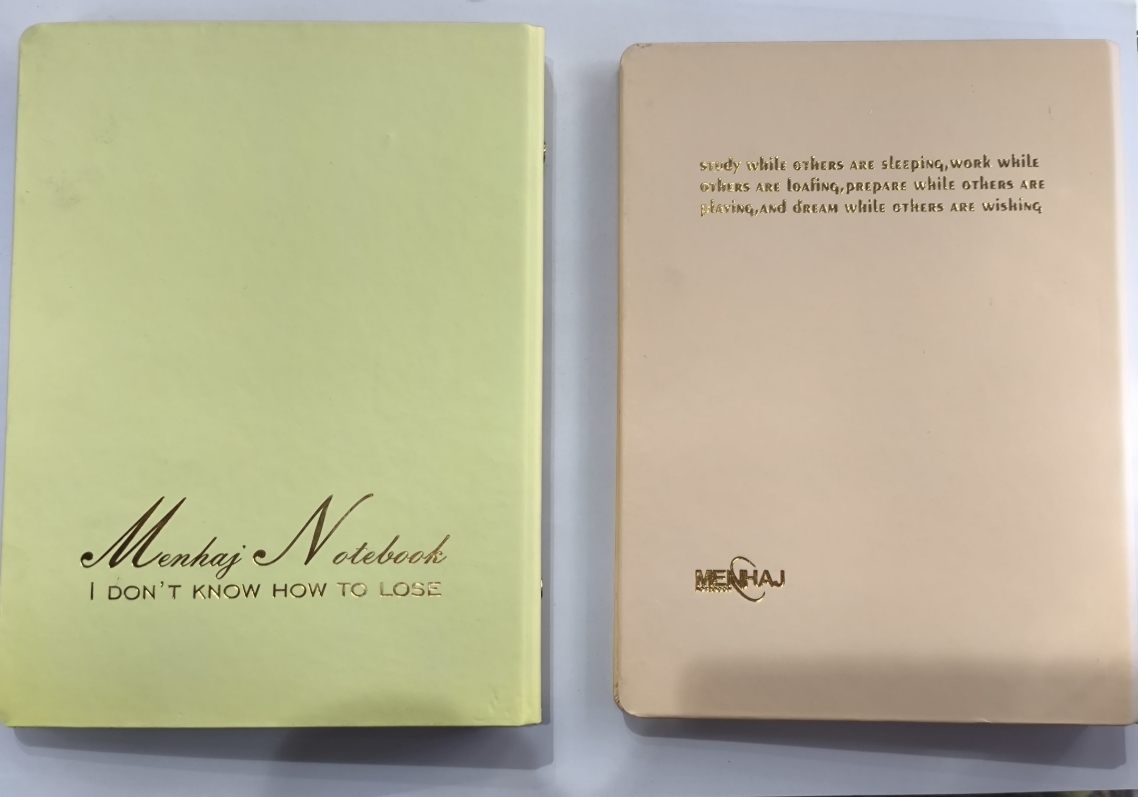 Menhaj Notebook
I DON'T KNOW HOW TO LOSE
study while others are sleeping,work while
others are loafing,prepare while others are
playing,and dream while others are wishing
MENHAJ